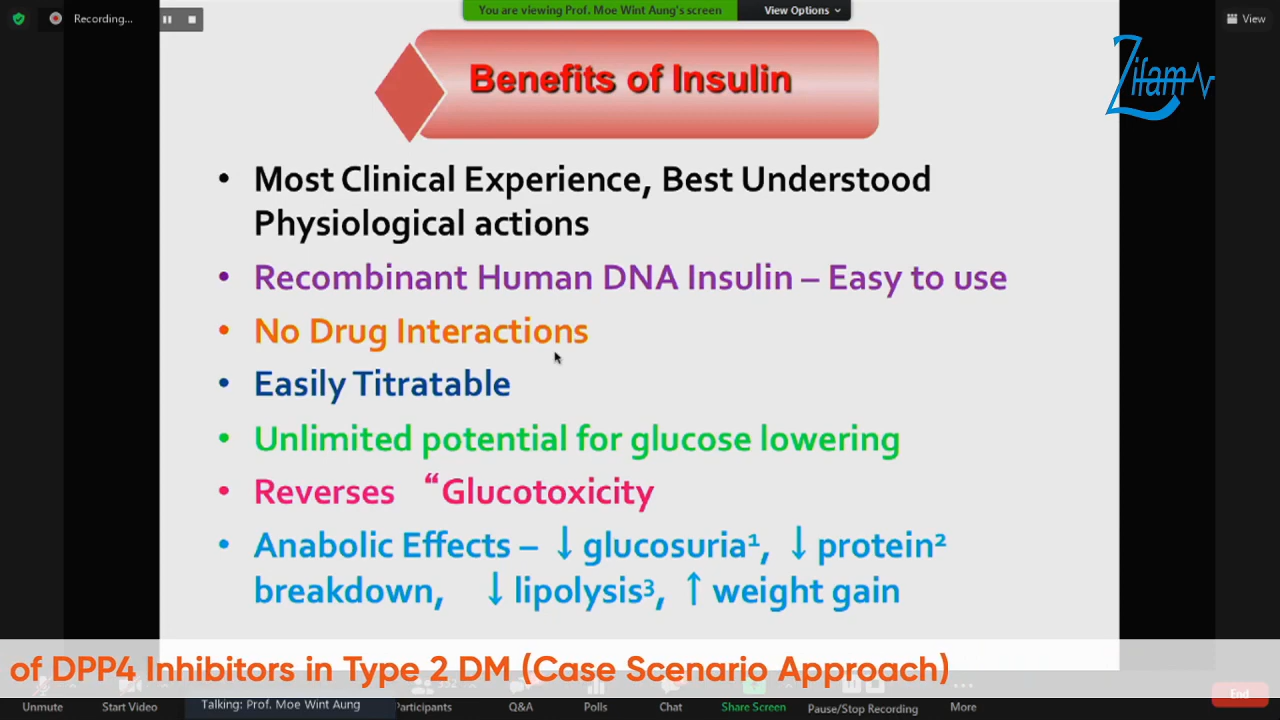 Recording...
You are viewing Prof. Moe Wint Aung's screen
View Options
View
Zifam
Benefits of Insulin
• Most Clinical Experience, Best Understood
Physiological actions
• Recombinant Human DNA Insulin – Easy to use
• No Drug Interactions
• Easily Titratable
• Unlimited potential for glucose lowering
• Reverses “Glucotoxicity
• Anabolic Effects – ↓glucosuria¹, ↓protein²
breakdown, ↓lipolysis³, ↑weight gain
of DPP4 Inhibitors in Type 2 DM (Case Scenario Approach)
Unmute
Start Video
Talking: Prof. Moe Wint Aung
Participants
Q&A
Polls
Chat
Share Screen
Pause/Stop Recording
More
End